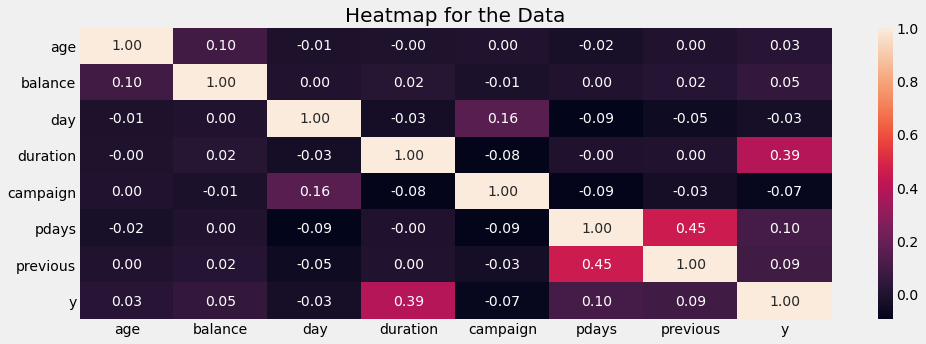 Heatmap for the Data
age 1.00 0.10 -0.01 -0.00 0.00 -0.02 0.00 0.03
balance 0.10 1.00 0.00 0.02 -0.01 0.00 0.02 0.05
day -0.01 0.00 1.00 -0.03 0.16 -0.09 -0.05 -0.03
duration -0.00 0.02 -0.03 1.00 -0.08 -0.00 0.00 0.39
campaign 0.00 -0.01 0.16 -0.08 1.00 -0.09 -0.03 -0.07
pdays -0.02 0.00 -0.09 -0.00 -0.09 1.00 0.45 0.10
previous 0.00 0.02 -0.05 0.00 -0.03 0.45 1.00 0.09
y 0.03 0.05 -0.03 0.39 -0.07 0.10 0.09 1.00
age balance day duration campaign pdays previous y
1.0
0.8
0.6
0.4
0.2
0.0